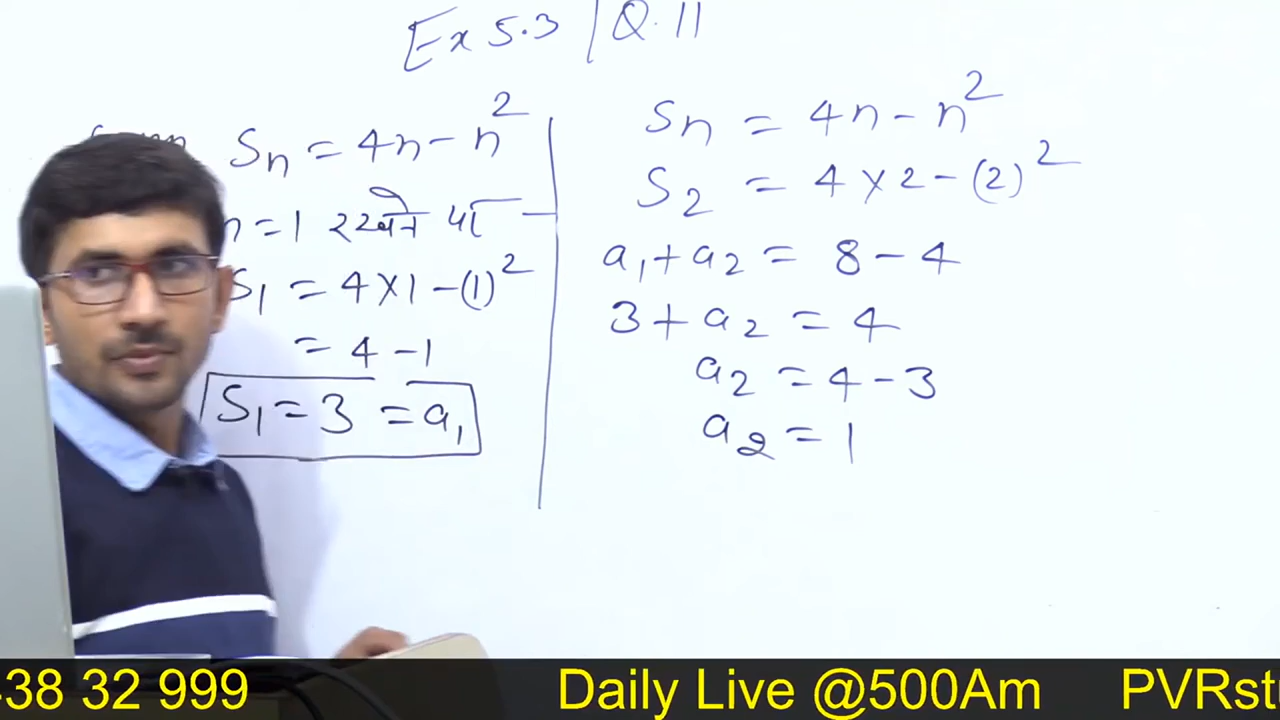 Ex 5.3 / Q.11
Sn = 4n - n²
n = 1 रखने पर
S₁ = 4 × 1 - (1)²
= 4 - 1
S₁ = 3 = a₁
Sn = 4n - n²
S₂ = 4 × 2 - (2)²
a₁ + a₂ = 8 - 4
3 + a₂ = 4
a₂ = 4 - 3
a₂ = 1
38 32 999 Daily Live @500Am PVRst